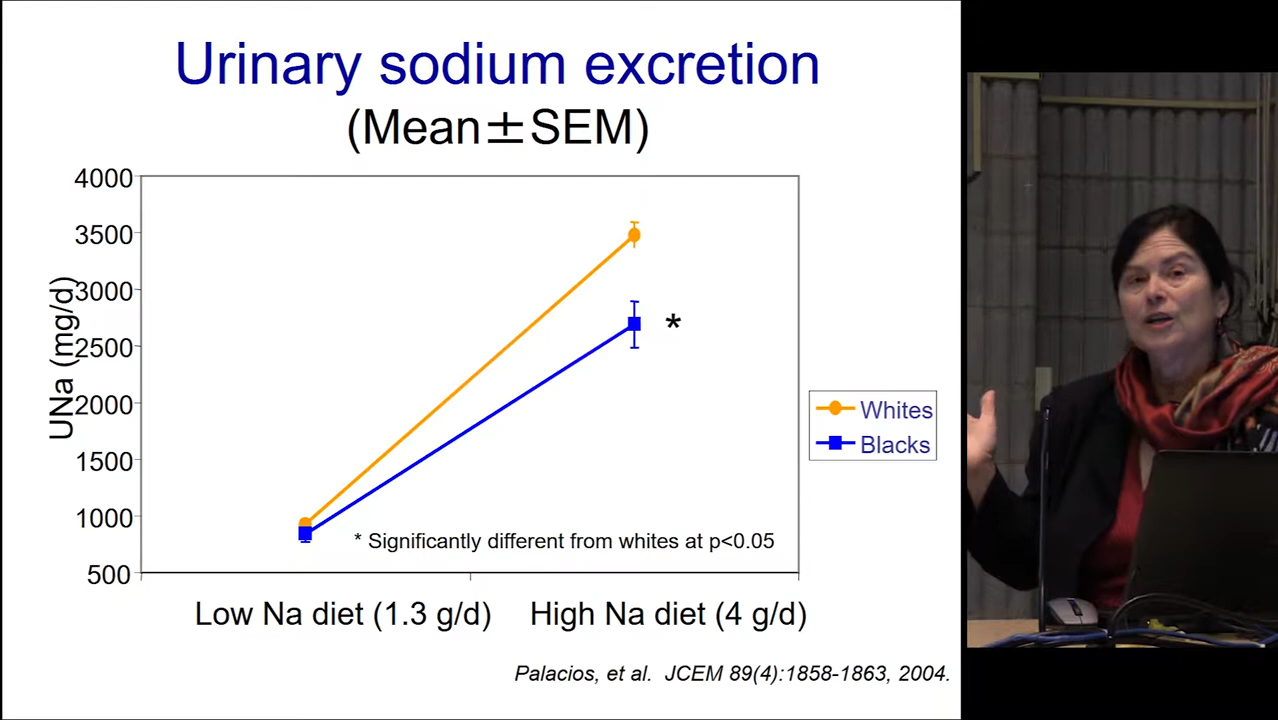 Urinary sodium excretion
(Mean±SEM)
4000
3500
3000
2500
2000
1500
1000
500
UNa (mg/d)
*
Whites
Blacks
* Significantly different from whites at p<0.05
Low Na diet (1.3 g/d)
High Na diet (4 g/d)
Palacios, et al. JCEM 89(4):1858-1863, 2004.